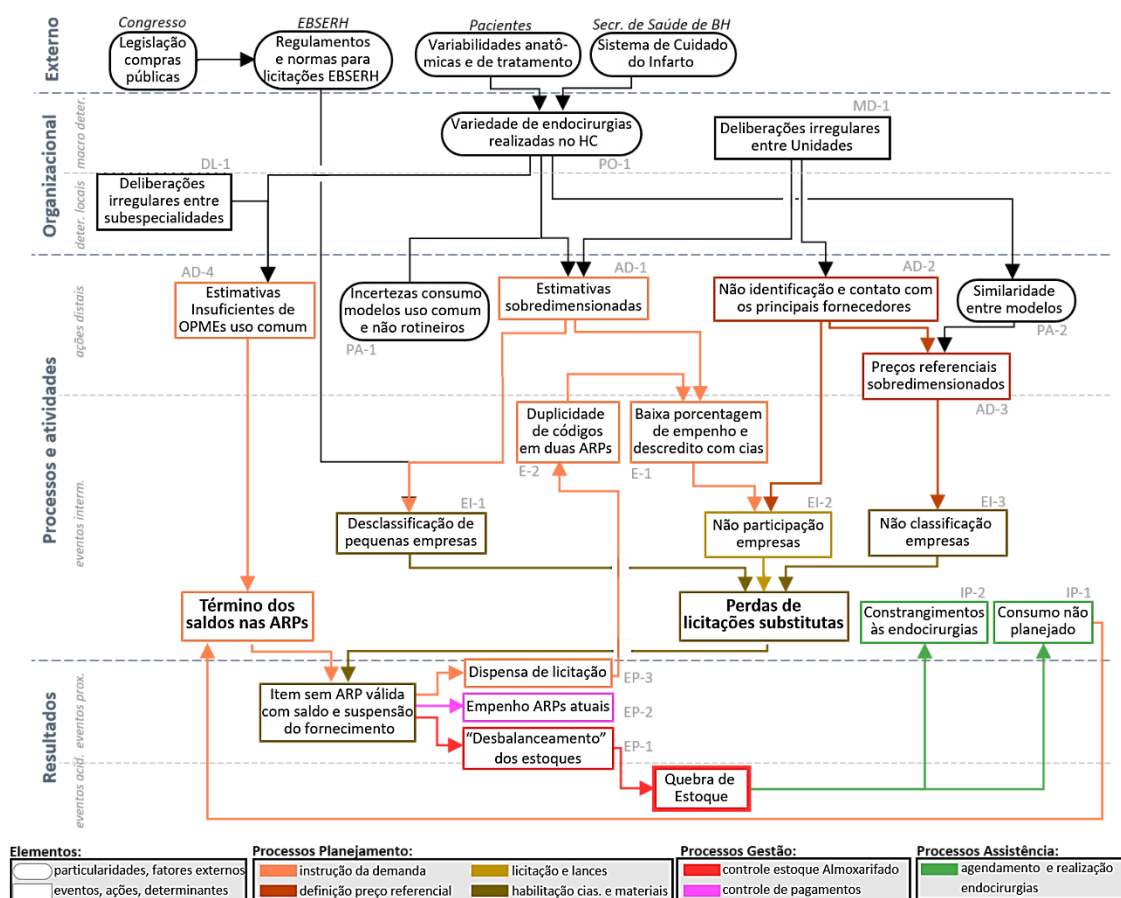 Congresso
EBSERH
Pacientes
Secr. de Saúde de BH
Externo
Legislação
compras
públicas
Regulamentos
e normas para
licitações EBSERH
Variabilidades anatô-
micas e de tratamento
Sistema de Cuidado
do Infarto
Organizacional
macro deter.
deter. locais
Variedade de endocirurgias
realizadas no HC
PO-1
MD-1
Deliberações irregulares
entre Unidades
DL-1
Deliberações
irregulares entre
subespecialidades
Processos e atividades
ações distais
eventos interm.
AD-4
Estimativas
Insuficientes de
OPMEs uso comum
Incertezas consumo
modelos uso comum
e não rotineiros
PA-1
AD-1
Estimativas
sobredimensionadas
AD-2
Não identificação e contato com
os principais fornecedores
Similaridade
entre modelos
PA-2
Preços referenciais
sobredimensionados
AD-3
Duplicidade
de códigos
em duas ARPs
E-2
Baixa porcentagem
de empenho e
descredito com cias
E-1
EI-1
Desclassificação de
pequenas empresas
EI-2
Não participação
empresas
EI-3
Não classificação
empresas
Término dos
saldos nas ARPs
Perdas de
licitações substitutas
IP-2
Constrangimentos
às endocirurgias
IP-1
Consumo não
planejado
Resultados
eventos prox.
eventos acid.
Item sem ARP válida
com saldo e suspensão
do fornecimento
Dispensa de licitação
EP-3
Empenho ARPs atuais
EP-2
“Desbalanceamento”
dos estoques
EP-1
Quebra de
Estoque
Elementos:
particularidades, fatores externos
eventos, ações, determinantes
Processos Planejamento:
instrução da demanda
definição preço referencial
licitação e lances
habilitação cias. e materiais
Processos Gestão:
controle estoque Almoxarifado
controle de pagamentos
Processos Assistência:
agendamento e realização
endocirurgias